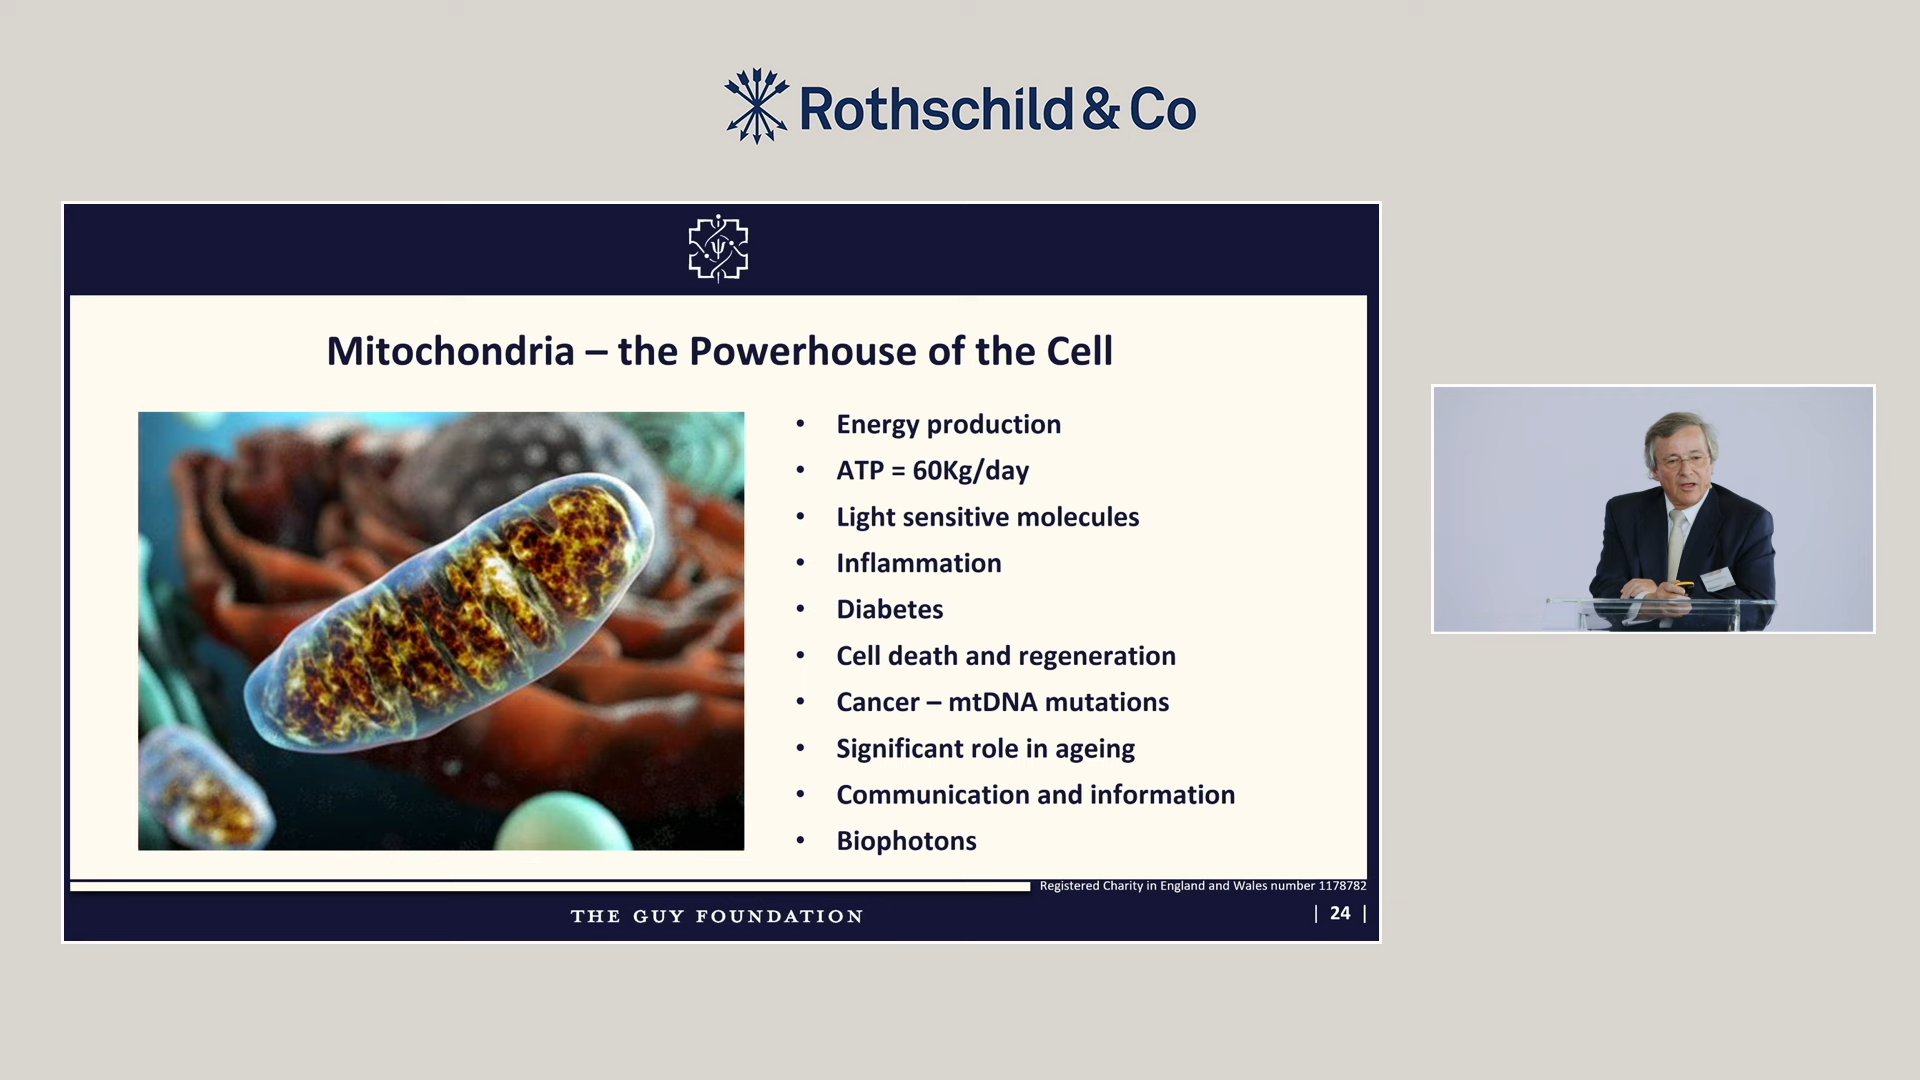 Rothschild & Co
Mitochondria – the Powerhouse of the Cell
• Energy production
• ATP = 60Kg/day
• Light sensitive molecules
• Inflammation
• Diabetes
• Cell death and regeneration
• Cancer – mtDNA mutations
• Significant role in ageing
• Communication and information
• Biophotons
Registered Charity in England and Wales number 1178782
THE GUY FOUNDATION
| 24 |